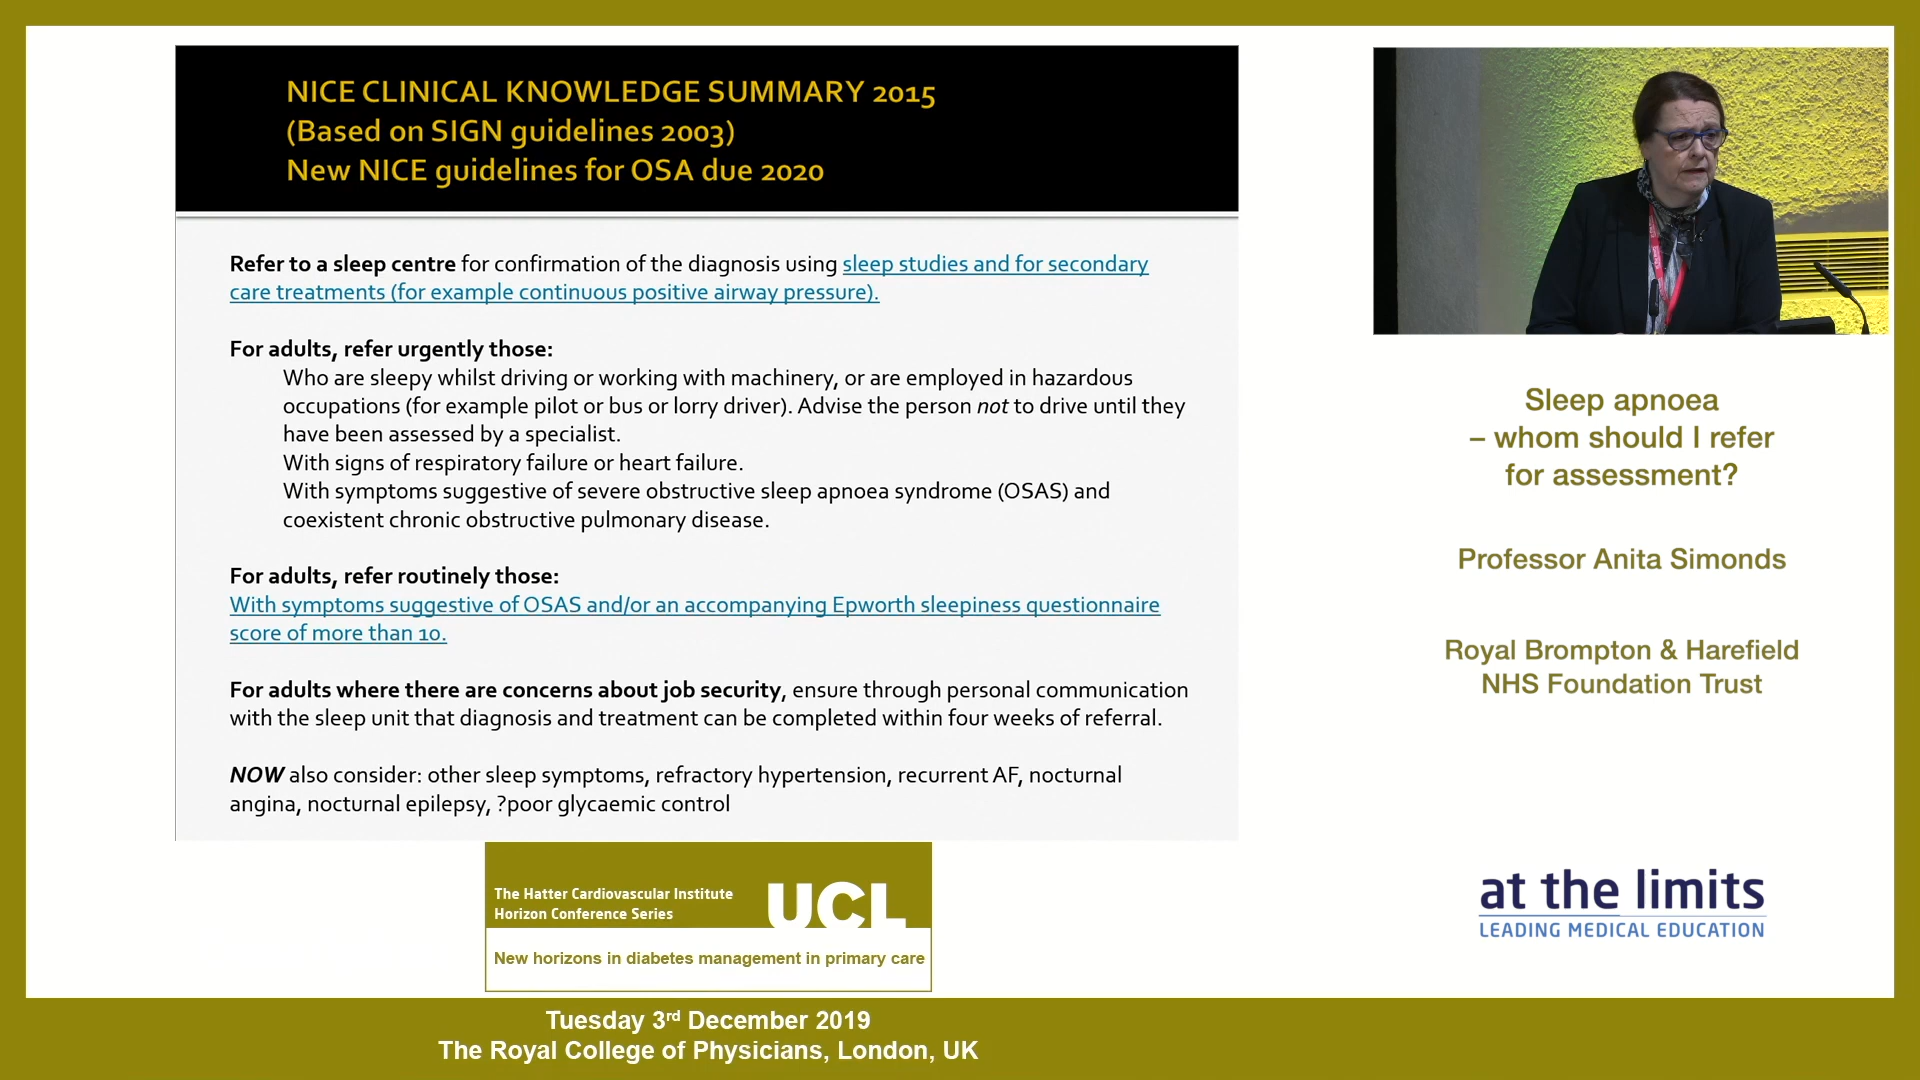 NICE CLINICAL KNOWLEDGE SUMMARY 2015
(Based on SIGN guidelines 2003)
New NICE guidelines for OSA due 2020
Refer to a sleep centre for confirmation of the diagnosis using sleep studies and for secondary
care treatments (for example continuous positive airway pressure).
For adults, refer urgently those:
Who are sleepy whilst driving or working with machinery, or are employed in hazardous
occupations (for example pilot or bus or lorry driver). Advise the person not to drive until they
have been assessed by a specialist.
With signs of respiratory failure or heart failure.
With symptoms suggestive of severe obstructive sleep apnoea syndrome (OSAS) and
coexistent chronic obstructive pulmonary disease.
For adults, refer routinely those:
With symptoms suggestive of OSAS and/or an accompanying Epworth sleepiness questionnaire
score of more than 10.
For adults where there are concerns about job security, ensure through personal communication
with the sleep unit that diagnosis and treatment can be completed within four weeks of referral.
NOW also consider: other sleep symptoms, refractory hypertension, recurrent AF, nocturnal
angina, nocturnal epilepsy, ?poor glycaemic control
Sleep apnoea
– whom should I refer
for assessment?
Professor Anita Simonds
Royal Brompton & Harefield
NHS Foundation Trust
at the limits
LEADING MEDICAL EDUCATION
The Hatter Cardiovascular Institute
Horizon Conference Series
UCL
New horizons in diabetes management in primary care
Tuesday 3rd December 2019
The Royal College of Physicians, London, UK